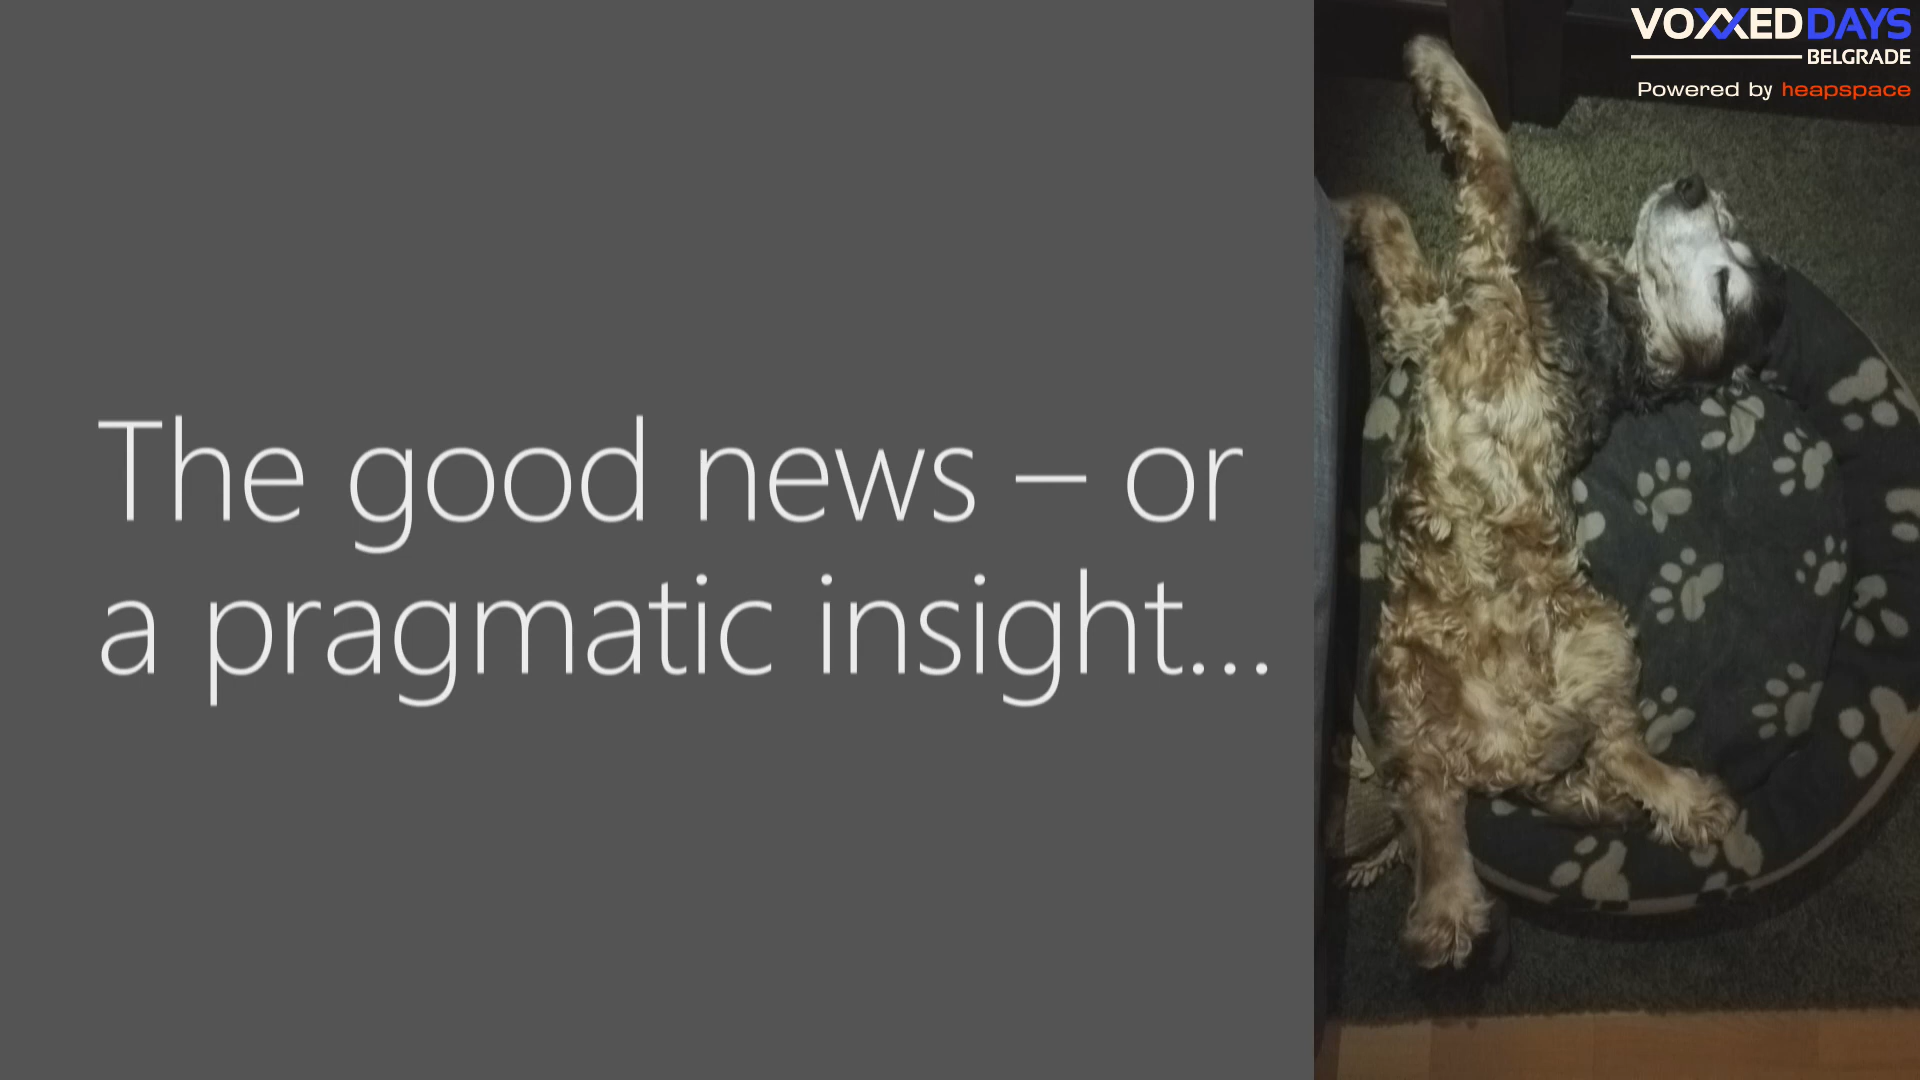 VOXXEDDAYS
BELGRADE
Powered by heapspace
The good news – or
a pragmatic insight...